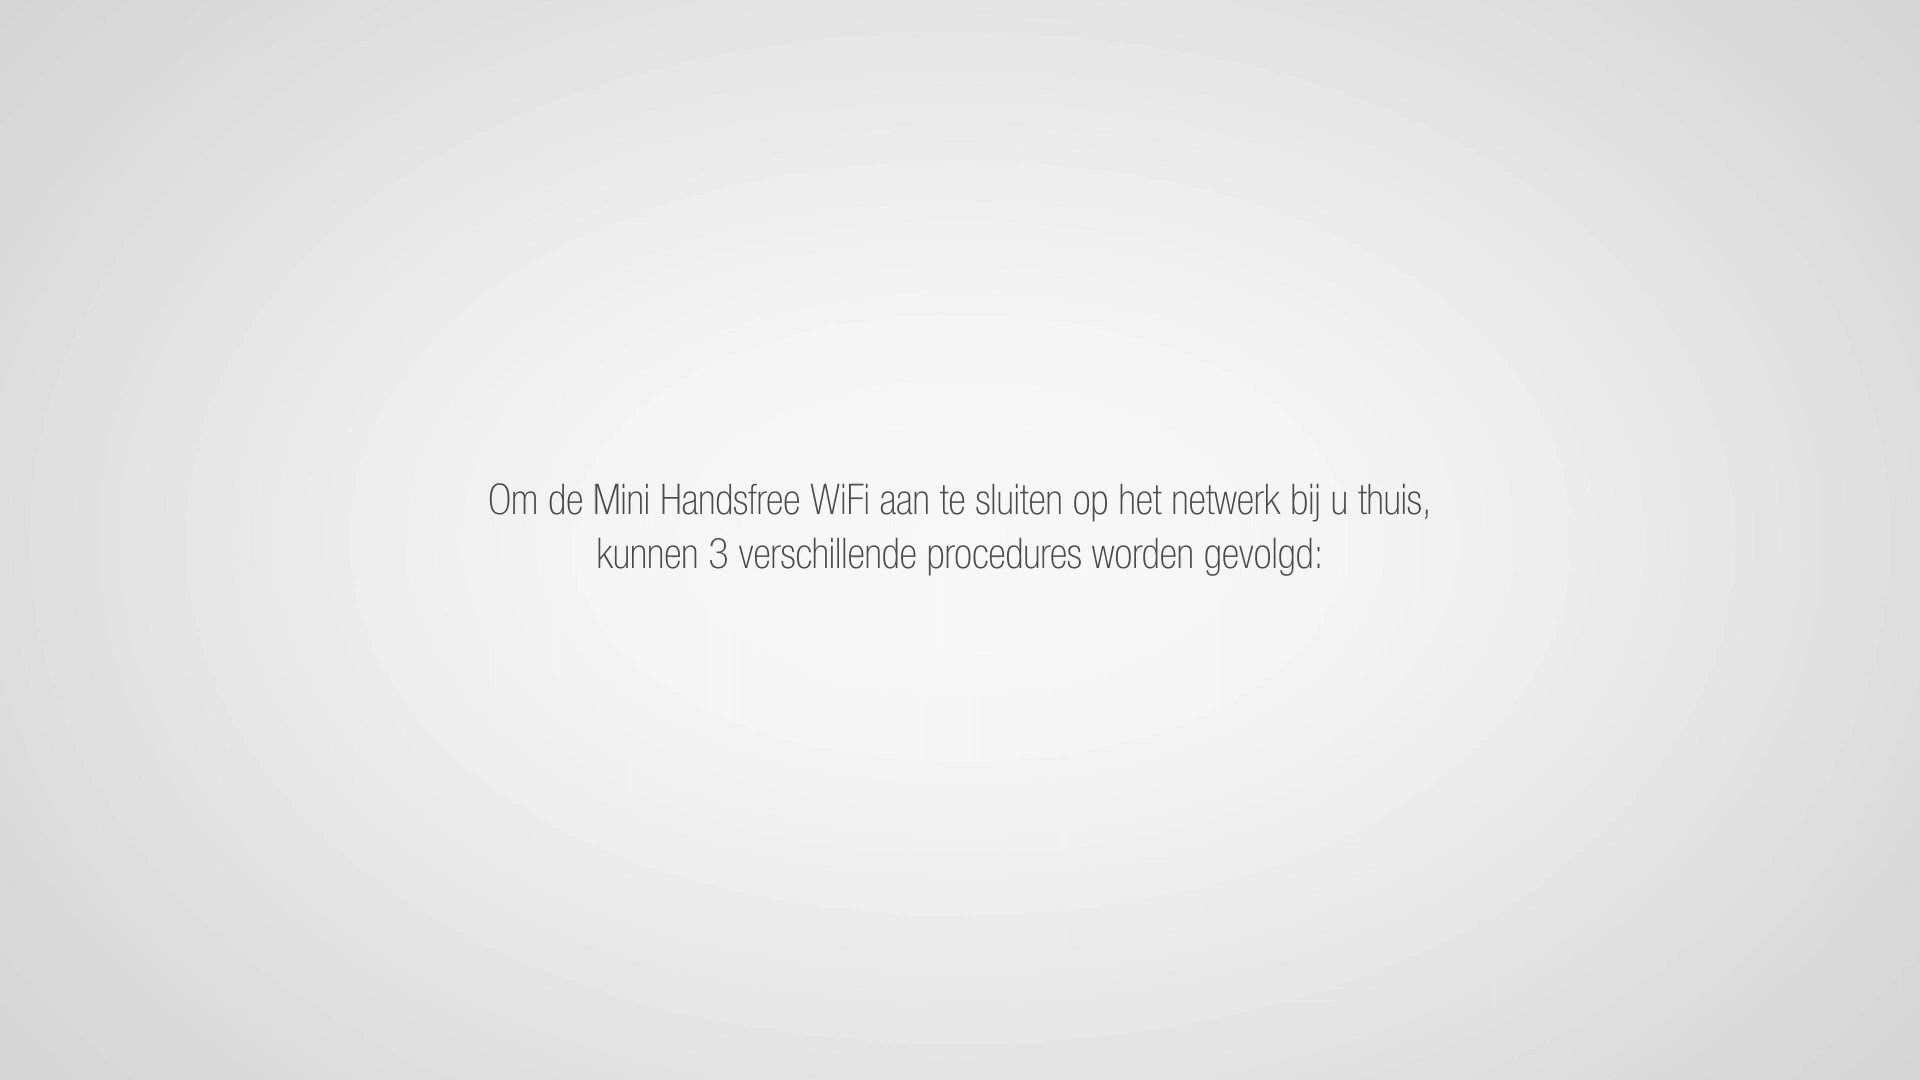 Om de Mini Handsfree WiFi aan te sluiten op het netwerk bij u thuis,
kunnen 3 verschillende procedures worden gevolgd: